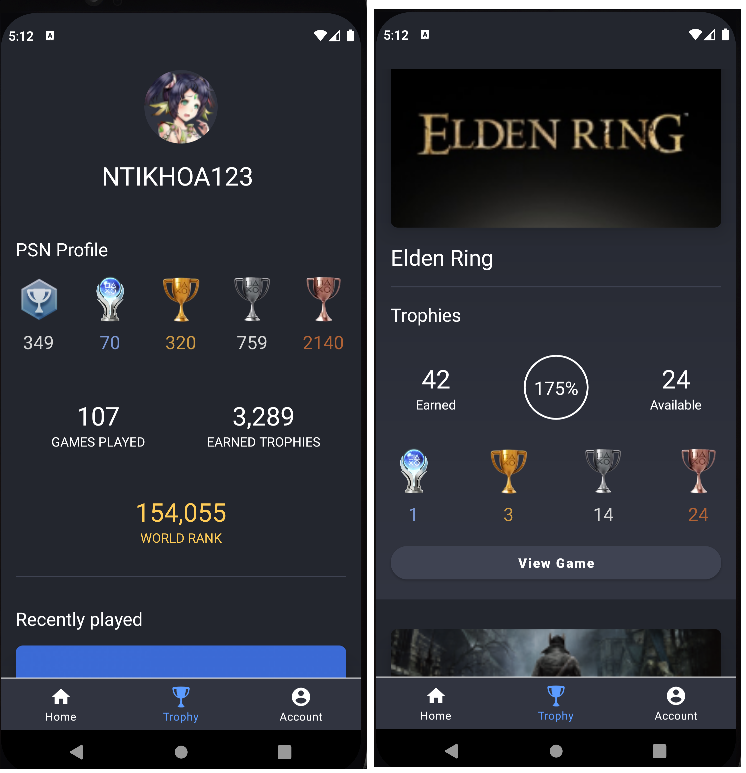 5:12
NTIKHOA123
PSN Profile
349 70 320 759 2140
107 3,289
GAMES PLAYED EARNED TROPHIES
154,055
WORLD RANK
Recently played
Home Trophy Account
5:12
ELDEN RING
Elden Ring
Trophies
42 175% 24
Earned Available
1 3 14 24
View Game
Home Trophy Account